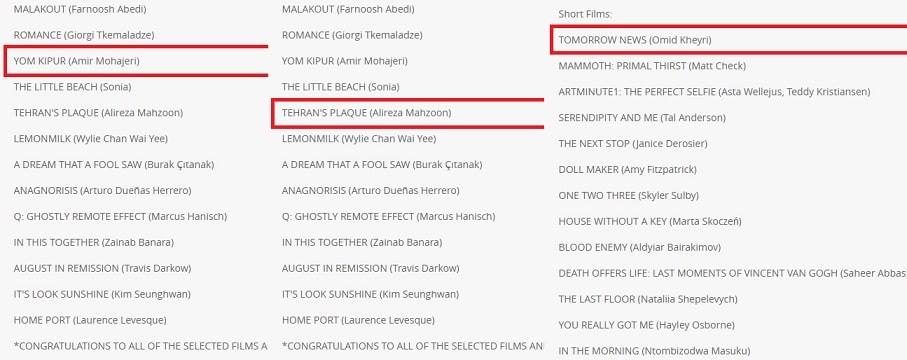 MALAKOUT (Farnoosh Abedi)
ROMANCE (Giorgi Tkemaladze)
YOM KIPUR (Amir Mohajeri)
THE LITTLE BEACH (Sonia)
TEHRAN'S PLAQUE (Alireza Mahzoon)
LEMONMILK (Wylie Chan Wai Yee)
A DREAM THAT A FOOL SAW (Burak Çıtanak)
ANAGNORISIS (Arturo Dueñas Herrero)
Q: GHOSTLY REMOTE EFFECT (Marcus Hanisch)
IN THIS TOGETHER (Zainab Banara)
AUGUST IN REMISSION (Travis Darkow)
IT'S LOOK SUNSHINE (Kim Seunghwan)
HOME PORT (Laurence Levesque)
*CONGRATULATIONS TO ALL OF THE SELECTED FILMS A
MALAKOUT (Farnoosh Abedi)
ROMANCE (Giorgi Tkemaladze)
YOM KIPUR (Amir Mohajeri)
THE LITTLE BEACH (Sonia)
TEHRAN'S PLAQUE (Alireza Mahzoon)
LEMONMILK (Wylie Chan Wai Yee)
A DREAM THAT A FOOL SAW (Burak Çıtanak)
ANAGNORISIS (Arturo Dueñas Herrero)
Q: GHOSTLY REMOTE EFFECT (Marcus Hanisch)
IN THIS TOGETHER (Zainab Banara)
AUGUST IN REMISSION (Travis Darkow)
IT'S LOOK SUNSHINE (Kim Seunghwan)
HOME PORT (Laurence Levesque)
*CONGRATULATIONS TO ALL OF THE SELECTED FILMS AN
Short Films:
TOMORROW NEWS (Omid Kheyri)
MAMMOTH: PRIMAL THIRST (Matt Check)
ARTMINUTE1: THE PERFECT SELFIE (Asta Wellejus, Teddy Kristiansen)
SERENDIPITY AND ME (Tal Anderson)
THE NEXT STOP (Janice Derosier)
DOLL MAKER (Amy Fitzpatrick)
ONE TWO THREE (Skyler Sulby)
HOUSE WITHOUT A KEY (Marta Skoczeń)
BLOOD ENEMY (Aldyiar Bairakimov)
DEATH OFFERS LIFE: LAST MOMENTS OF VINCENT VAN GOGH (Saheer Abbas
THE LAST FLOOR (Nataliia Shepelevych)
YOU REALLY GOT ME (Hayley Osborne)
IN THE MORNING (Ntombizodwa Masuku)